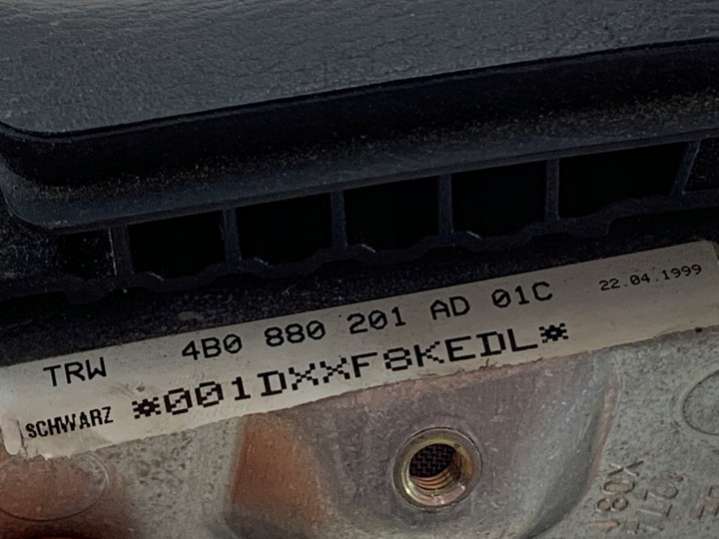 TRW 4B0 880 201 AD 01C 22.04.1999
SCHWARZ *001DXXF8KEDL*